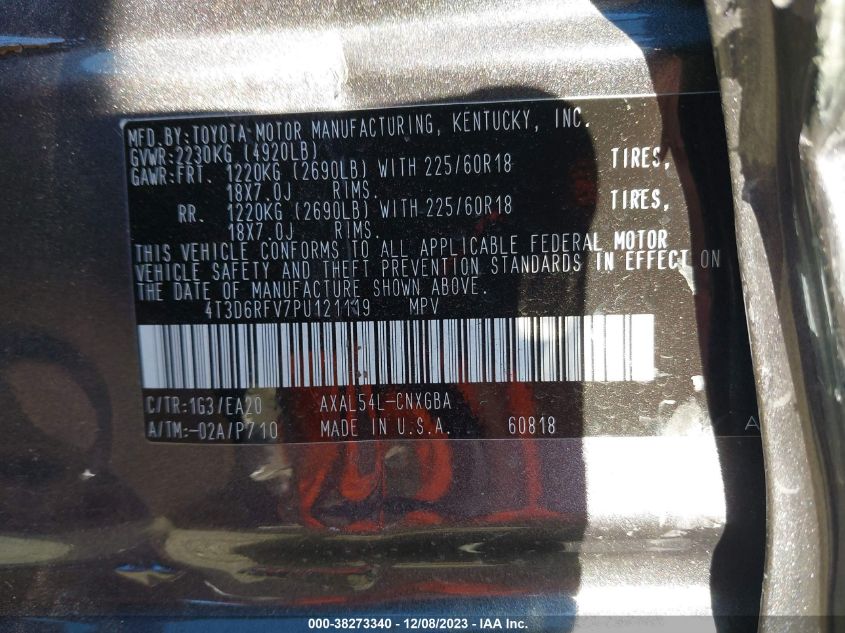 MFD.BY:TOYOTA MOTOR MANUFACTURING, KENTUCKY, INC.
GVWR:2230KG (4920LB)
GAWR:FRT. 1220KG (2690LB) WITH 225/60R18 TIRES,
18X7.0J RIMS.
RR. 1220KG (2690LB) WITH 225/60R18 TIRES,
18X7.0J RIMS.
THIS VEHICLE CONFORMS TO ALL APPLICABLE FEDERAL MOTOR
VEHICLE SAFETY AND THEFT PREVENTION STANDARDS IN EFFECT ON
THE DATE OF MANUFACTURE SHOWN ABOVE.
4T3D6RFV7PU121119 MPV
C/TR:1G3/EA20 AXAL54L-CNXGBA
A/TM:-02A/P710 MADE IN U.S.A. 60818
A
000-38273340 - 12/08/2023 - IAA Inc.